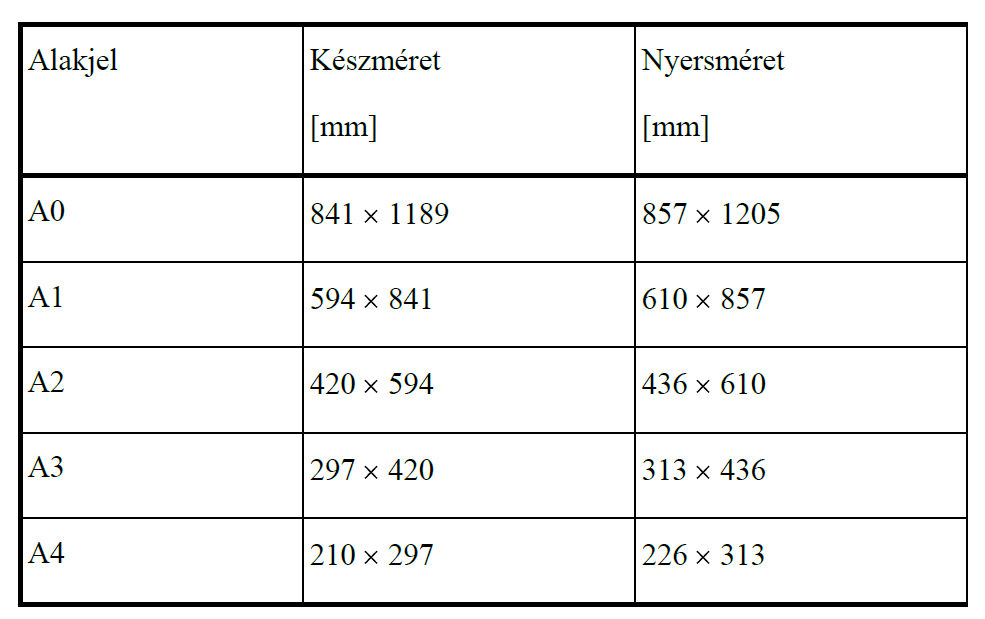 Alakjel Készméret Nyersméret
[mm] [mm]
A0 841 × 1189 857 × 1205
A1 594 × 841 610 × 857
A2 420 × 594 436 × 610
A3 297 × 420 313 × 436
A4 210 × 297 226 × 313